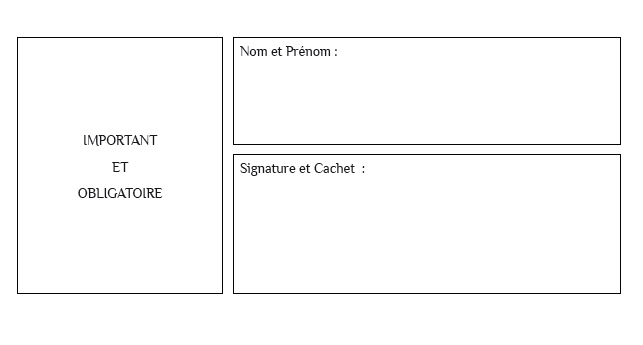 IMPORTANT
ET
OBLIGATOIRE
Nom et Prénom :
Signature et Cachet :